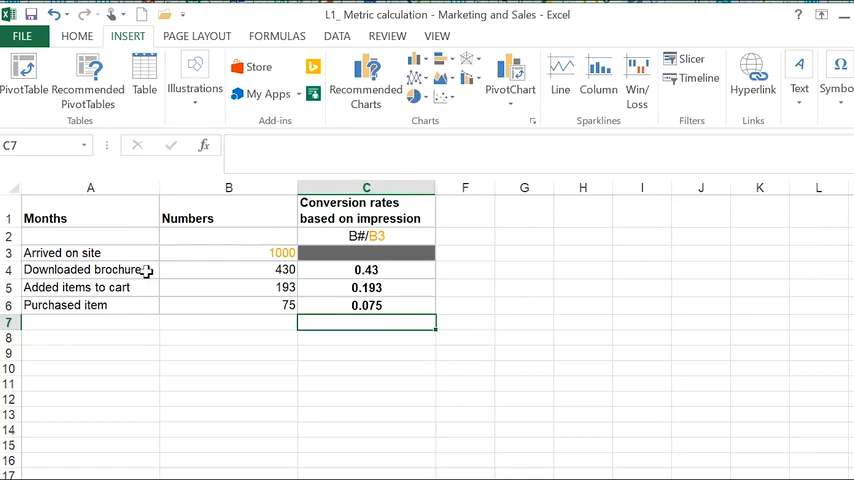 L1_ Metric calculation - Marketing and Sales - Excel
FILE HOME INSERT PAGE LAYOUT FORMULAS DATA REVIEW VIEW
PivotTable Recommended PivotTables Table
Tables
Illustrations
Store
My Apps
Add-ins
Recommended Charts
PivotChart
Charts
Line Column Win/Loss
Sparklines
Slicer
Timeline
Filters
Hyperlink
Links
Text
Symbo
C7
fx
A B C F G H I J K L
1 Months Numbers Conversion rates based on impression
2 B#/B3
3 Arrived on site 1000
4 Downloaded brochure 430 0.43
5 Added items to cart 193 0.193
6 Purchased item 75 0.075
7
8
9
10
11
12
13
14
15
16
17